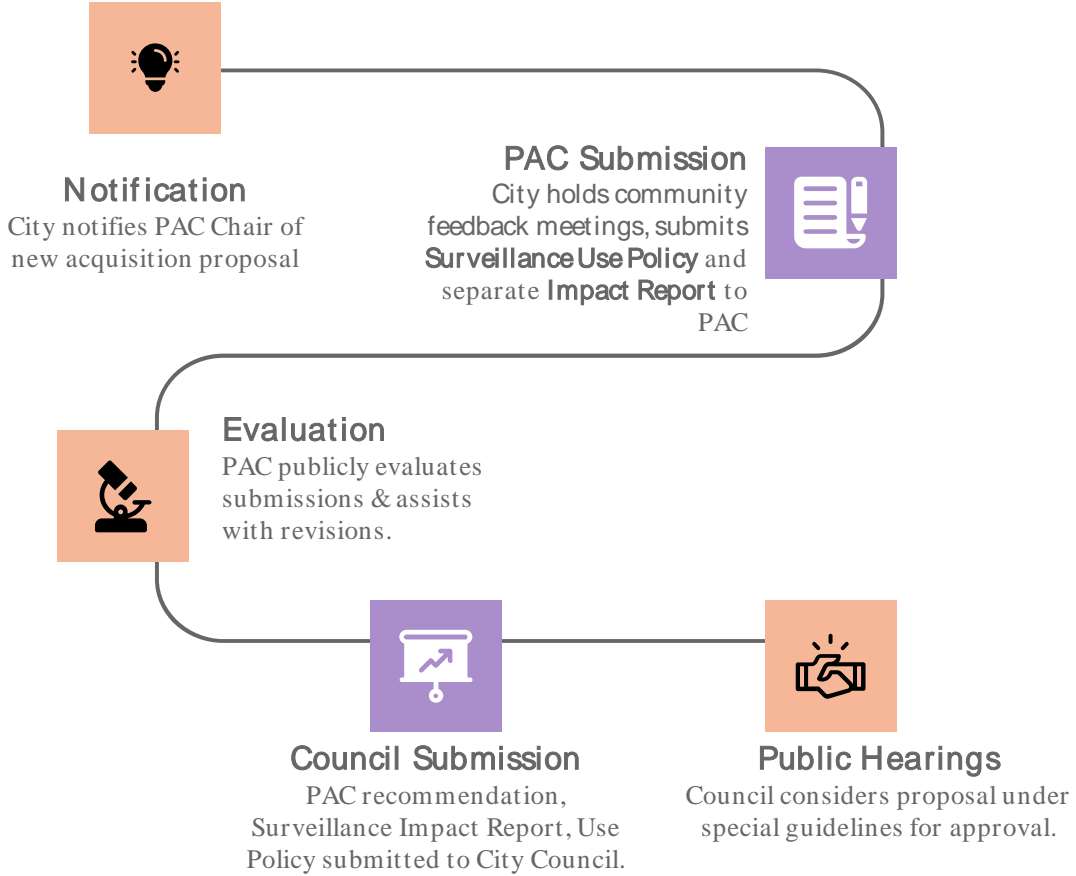 Notification
City notifies PAC Chair of
new acquisition proposal
PAC Submission
City holds community
feedback meetings, submits
Surveillance Use Policy and
separate Impact Report to
PAC
Evaluation
PAC publicly evaluates
submissions & assists
with revisions.
Council Submission
PAC recommendation,
Surveillance Impact Report, Use
Policy submitted to City Council.
Public Hearings
Council considers proposal under
special guidelines for approval.